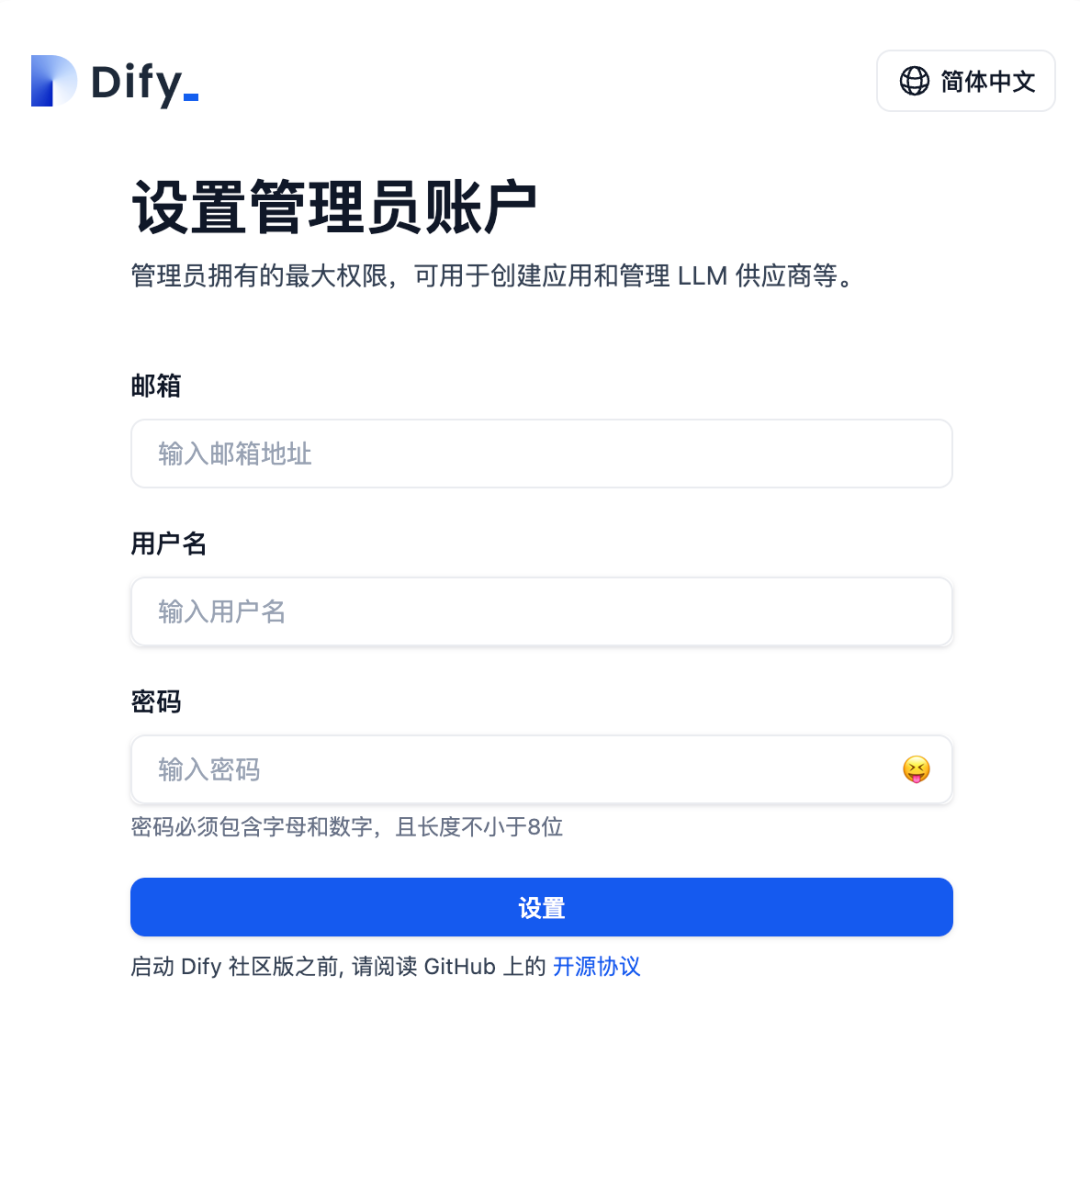 Dify_
简体中文
设置管理员账户
管理员拥有的最大权限，可用于创建应用和管理 LLM 供应商等。
邮箱
输入邮箱地址
用户名
输入用户名
密码
输入密码
密码必须包含字母和数字，且长度不小于8位
设置
启动 Dify 社区版之前, 请阅读 GitHub 上的 开源协议